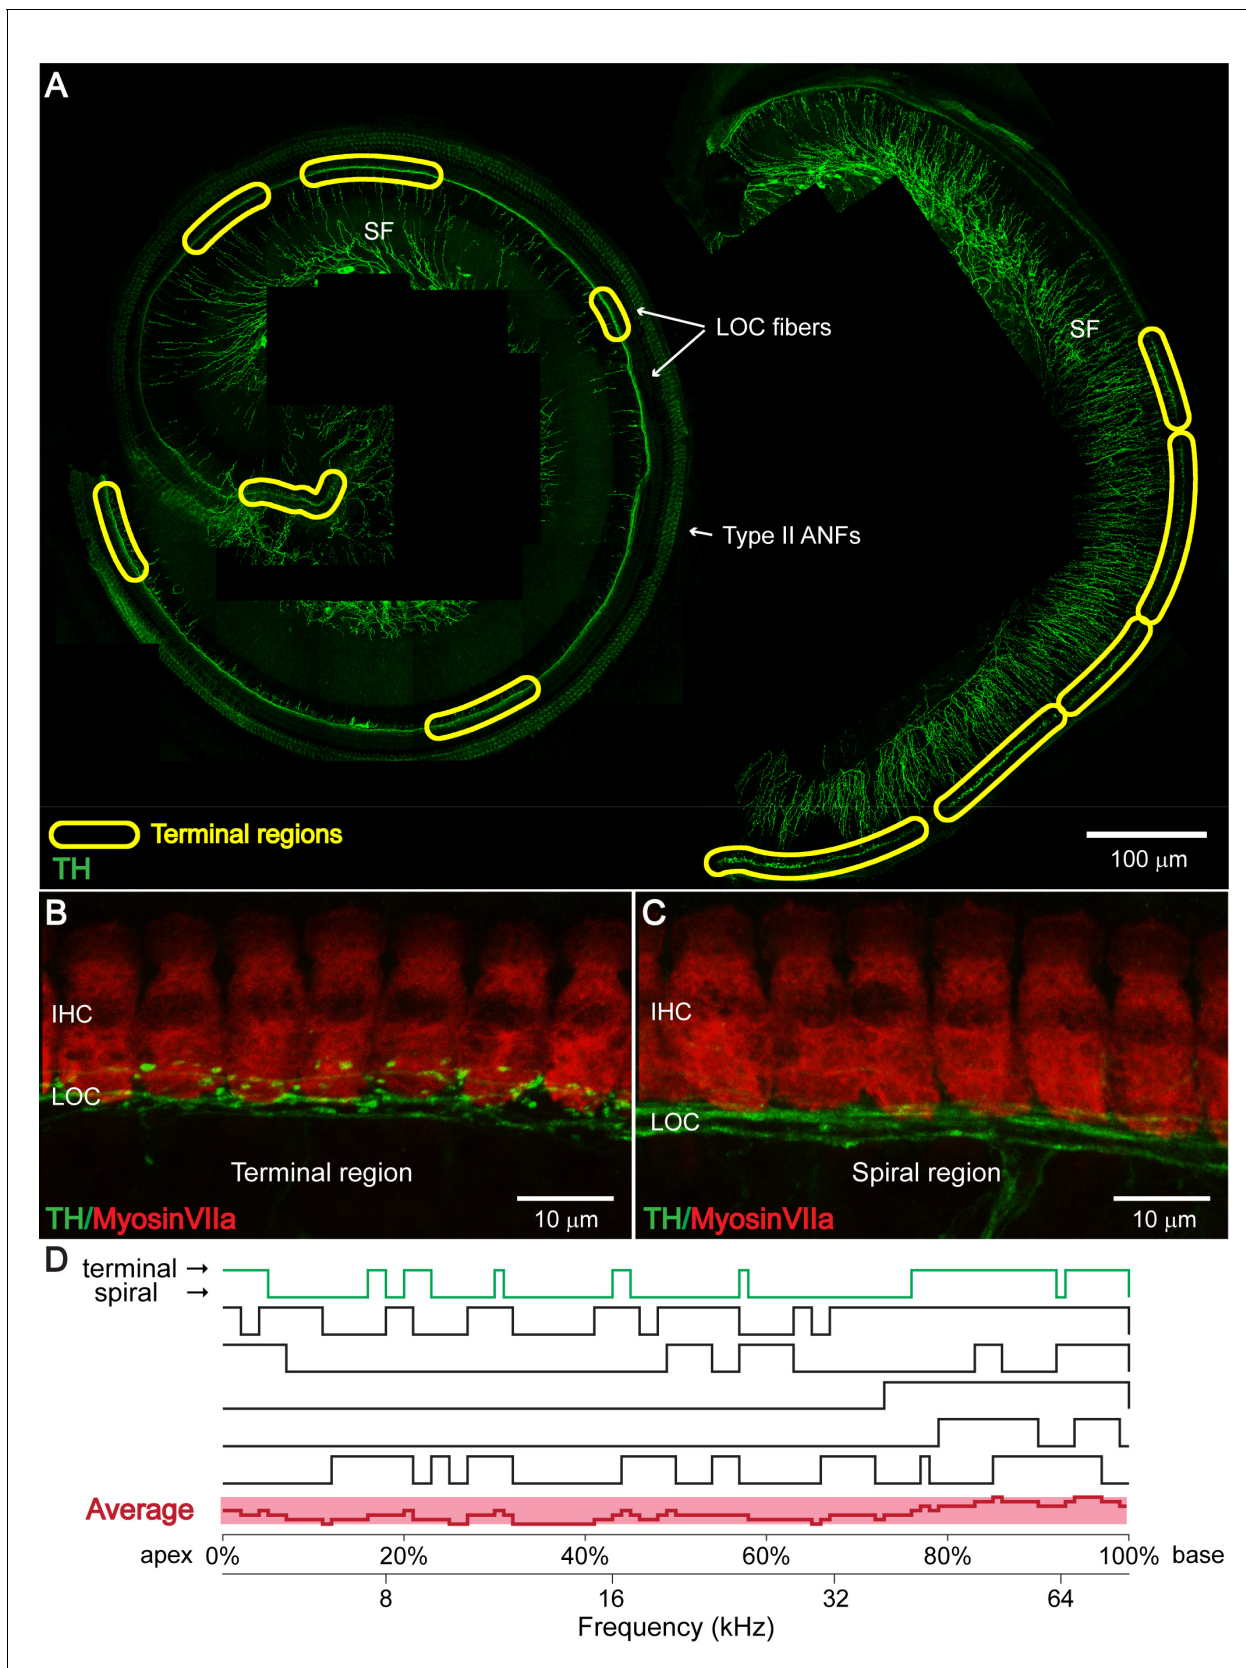 A
SF
LOC fibers
SF
Type II ANFs
Terminal regions
TH
100 μm
B
C
IHC
IHC
LOC
LOC
Terminal region
Spiral region
TH/MyosinVIIa
10 μm
TH/MyosinVIIa
10 μm
D
terminal →
spiral →
Average
apex 0% 20% 40% 60% 80% 100% base
8 16 32 64
Frequency (kHz)